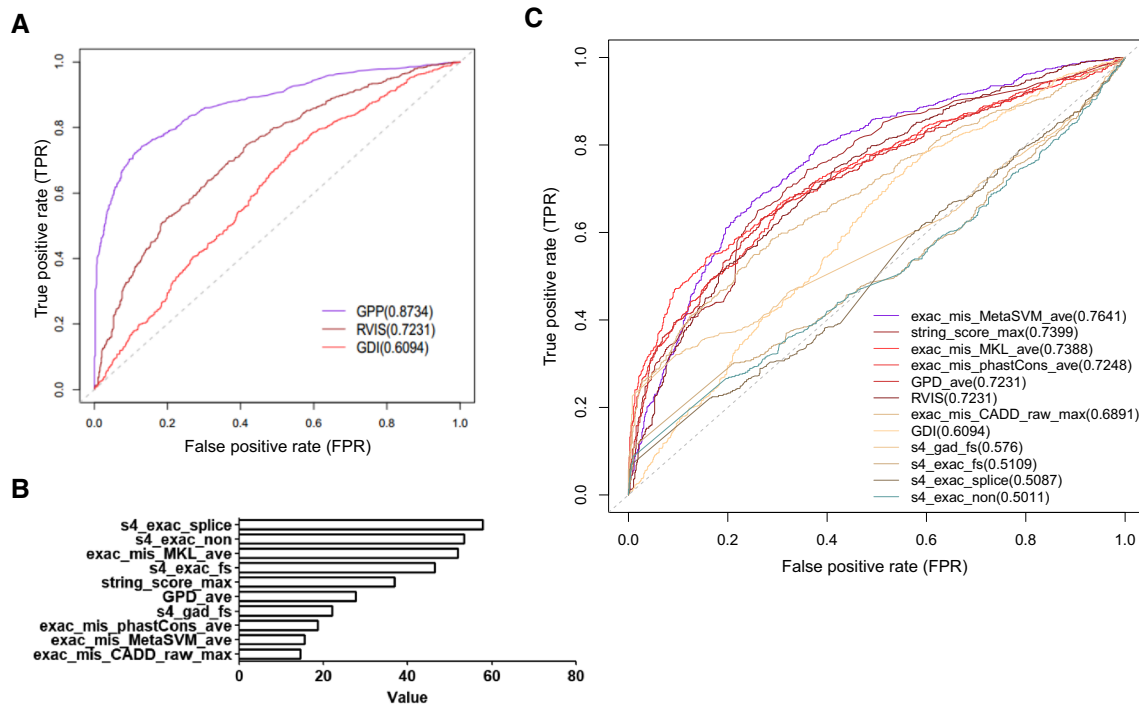 A
1.0
0.8
0.6
0.4
0.2
0.0
True positive rate (TPR)
GPP(0.8734)
RVIS(0.7231)
GDI(0.6094)
0.0 0.2 0.4 0.6 0.8 1.0
False positive rate (FPR)
B
s4_exac_splice
s4_exac_non
exac_mis_MKL_ave
s4_exac_fs
string_score_max
GPD_ave
s4_gad_fs
exac_mis_phastCons_ave
exac_mis_MetaSVM_ave
exac_mis_CADD_raw_max
0 20 40 60 80
Value
C
1.0
0.8
0.6
0.4
0.2
0.0
True positive rate (TPR)
exac_mis_MetaSVM_ave(0.7641)
string_score_max(0.7399)
exac_mis_MKL_ave(0.7388)
exac_mis_phastCons_ave(0.7248)
GPD_ave(0.7231)
RVIS(0.7231)
exac_mis_CADD_raw_max(0.6891)
GDI(0.6094)
s4_gad_fs(0.576)
s4_exac_fs(0.5109)
s4_exac_splice(0.5087)
s4_exac_non(0.5011)
0.0 0.2 0.4 0.6 0.8 1.0
False positive rate (FPR)